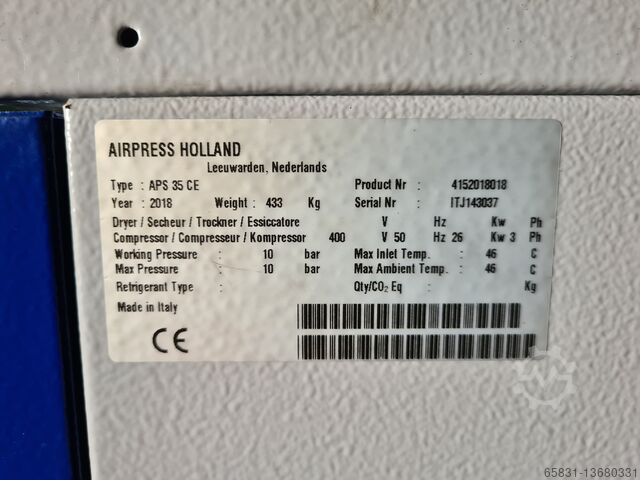 AIRPRESS HOLLAND
Leeuwarden, Nederlands
Type : APS 35 CE Product Nr : 4152018018
Year : 2018 Weight : 433 Kg Serial Nr : ITJ143037
Dryer / Secheur / Trockner / Essiccatore V Hz Kw Ph
Compressor / Compresseur / Kompressor 400 V 50 Hz 26 Kw 3 Ph
Working Pressure : 10 bar Max Inlet Temp. : 46 C
Max Pressure : 10 bar Max Ambient Temp. : 46 C
Refrigerant Type : Qty/CO2 Eq : Kg
Made in Italy
CE
65831-13680331